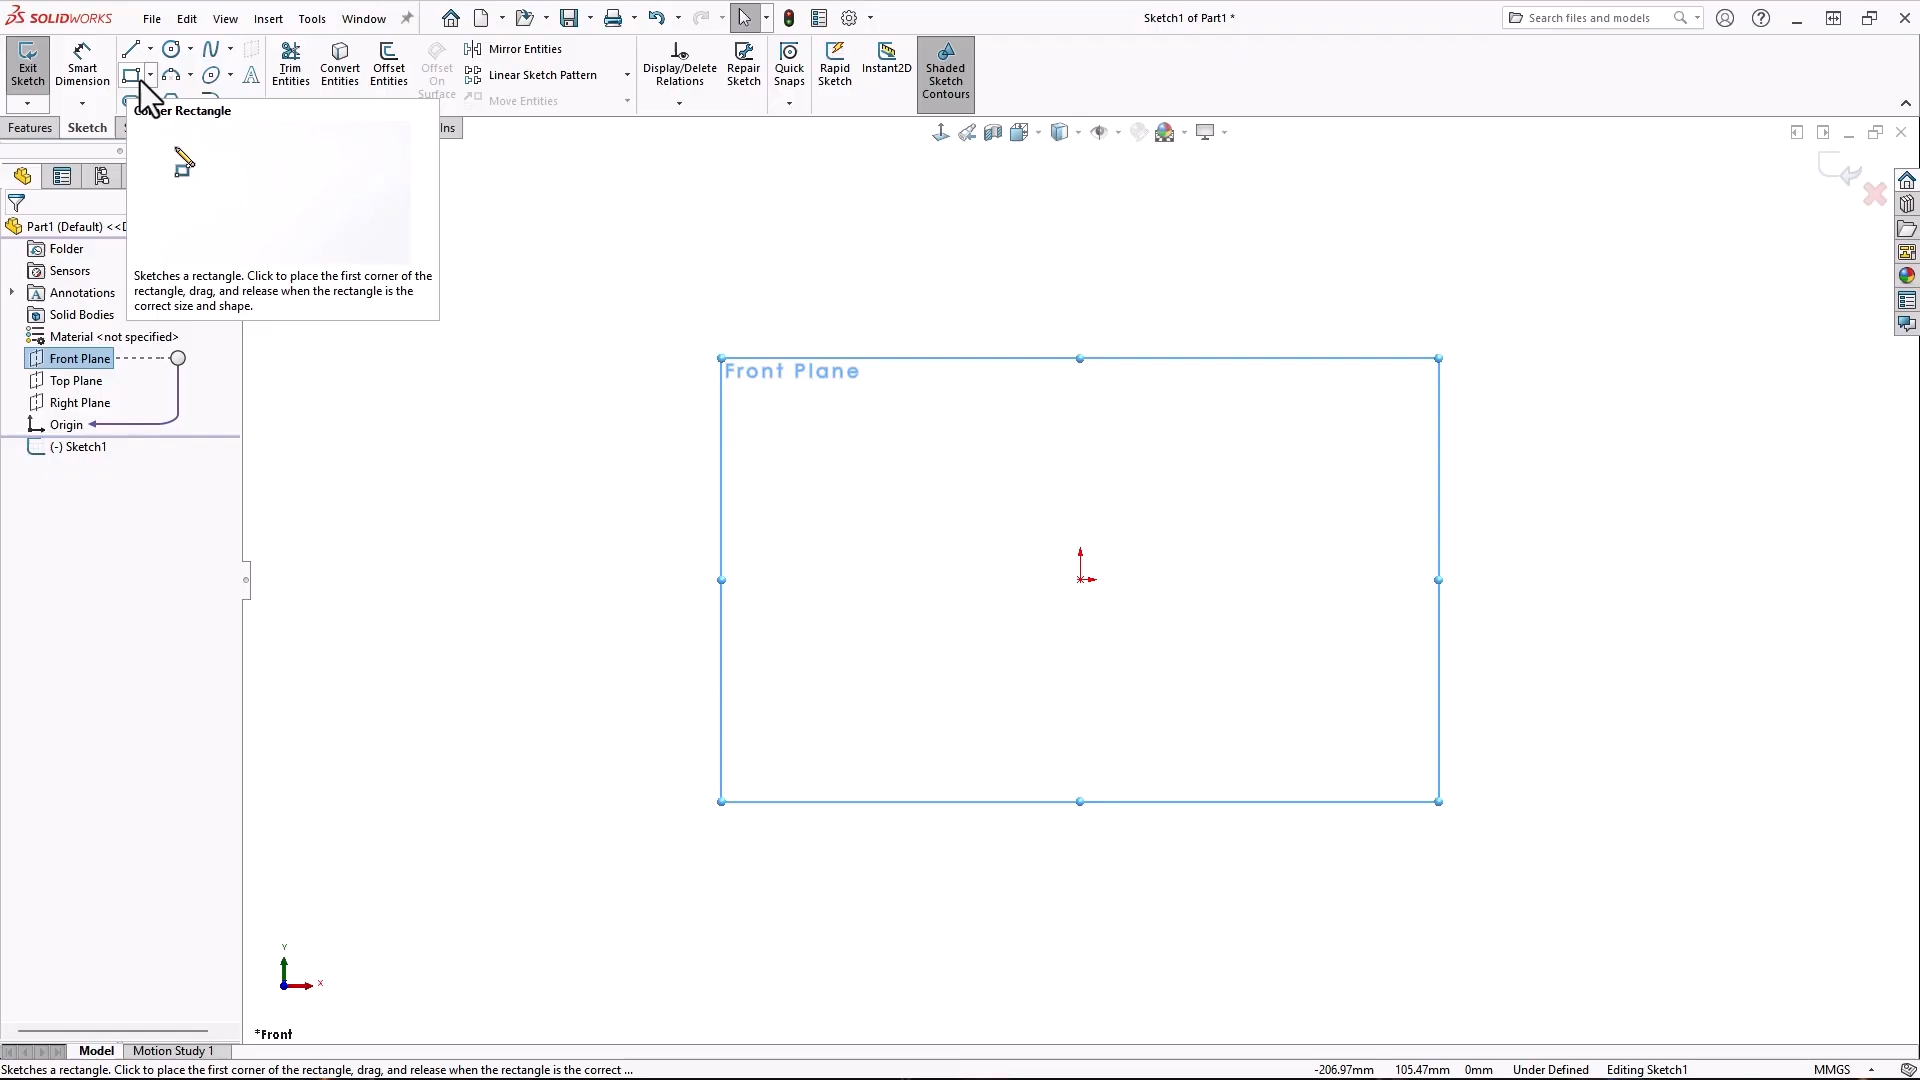 SOLIDWORKS
File Edit View Insert Tools Window
Sketch1 of Part1 *
Search files and models
Exit Sketch
Smart Dimension
Trim Entities
Convert Entities
Offset Entities
Offset On Surface
Mirror Entities
Linear Sketch Pattern
Move Entities
Display/Delete Relations
Repair Sketch
Quick Snaps
Rapid Sketch
Instant2D
Shaded Sketch Contours
Features Sketch
Rectangle
Sketches a rectangle. Click to place the first corner of the
rectangle, drag, and release when the rectangle is the
correct size and shape.
Part1 (Default) <<
Folder
Sensors
Annotations
Solid Bodies
Material <not specified>
Front Plane
Top Plane
Right Plane
Origin
(-) Sketch1
Front Plane
Y
X
*Front
Model Motion Study 1
Sketches a rectangle. Click to place the first corner of the rectangle, drag, and release when the rectangle is the correct ...
-206.97mm 105.47mm 0mm Under Defined Editing Sketch1 MMGS